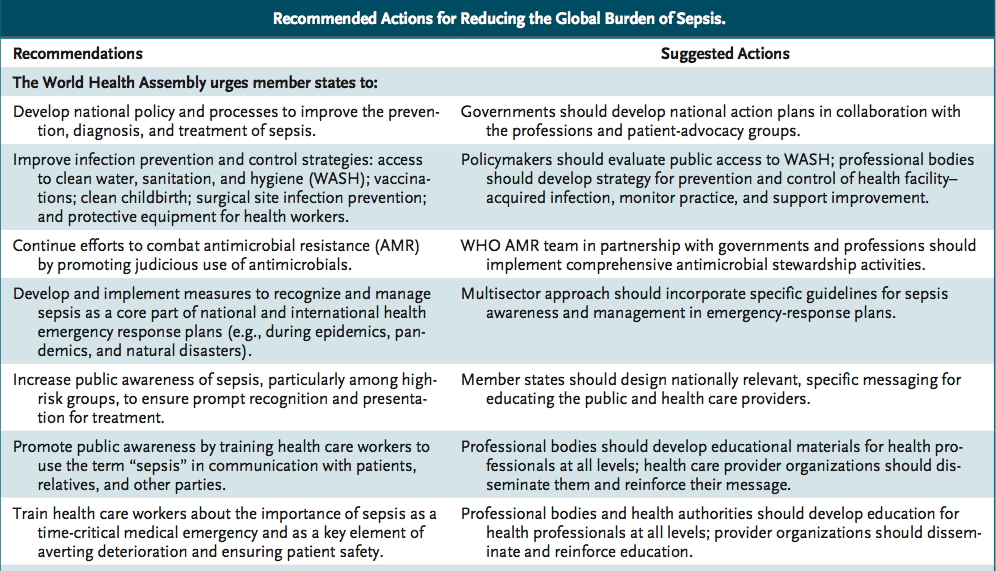 Recommended Actions for Reducing the Global Burden of Sepsis.
Recommendations
Suggested Actions
The World Health Assembly urges member states to:
Develop national policy and processes to improve the preven-
tion, diagnosis, and treatment of sepsis.
Governments should develop national action plans in collaboration with
the professions and patient-advocacy groups.
Improve infection prevention and control strategies: access
to clean water, sanitation, and hygiene (WASH); vaccina-
tions; clean childbirth; surgical site infection prevention;
and protective equipment for health workers.
Policymakers should evaluate public access to WASH; professional bodies
should develop strategy for prevention and control of health facility–
acquired infection, monitor practice, and support improvement.
Continue efforts to combat antimicrobial resistance (AMR)
by promoting judicious use of antimicrobials.
WHO AMR team in partnership with governments and professions should
implement comprehensive antimicrobial stewardship activities.
Develop and implement measures to recognize and manage
sepsis as a core part of national and international health
emergency response plans (e.g., during epidemics, pan-
demics, and natural disasters).
Multisector approach should incorporate specific guidelines for sepsis
awareness and management in emergency-response plans.
Increase public awareness of sepsis, particularly among high-
risk groups, to ensure prompt recognition and presenta-
tion for treatment.
Member states should design nationally relevant, specific messaging for
educating the public and health care providers.
Promote public awareness by training health care workers to
use the term “sepsis” in communication with patients,
relatives, and other parties.
Professional bodies should develop educational materials for health pro-
fessionals at all levels; health care provider organizations should dis-
seminate them and reinforce their message.
Train health care workers about the importance of sepsis as a
time-critical medical emergency and as a key element of
averting deterioration and ensuring patient safety.
Professional bodies and health authorities should develop education for
health professionals at all levels; provider organizations should dissem-
inate and reinforce education.